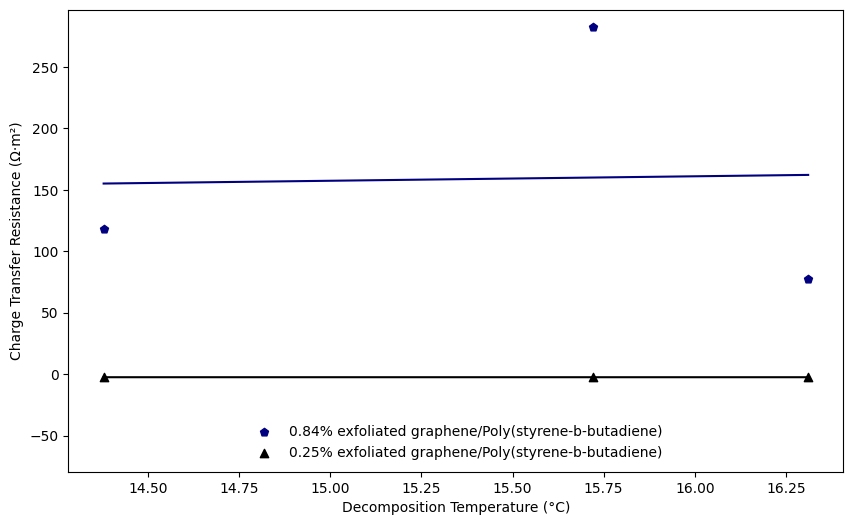 250
200
150
100
50
0
−50
Charge Transfer Resistance (Ω·m²)
0.84% exfoliated graphene/Poly(styrene-b-butadiene)
0.25% exfoliated graphene/Poly(styrene-b-butadiene)
14.50 14.75 15.00 15.25 15.50 15.75 16.00 16.25
Decomposition Temperature (°C)